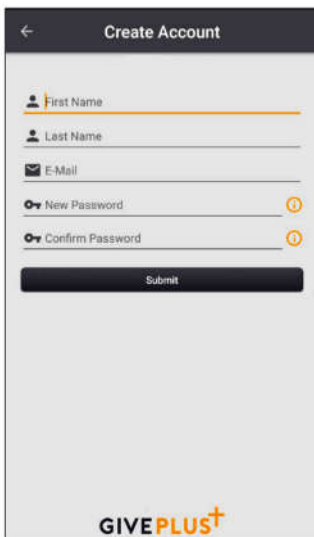 Create Account
First Name
Last Name
E-Mail
New Password
Confirm Password
Submit
GIVEPLUS+